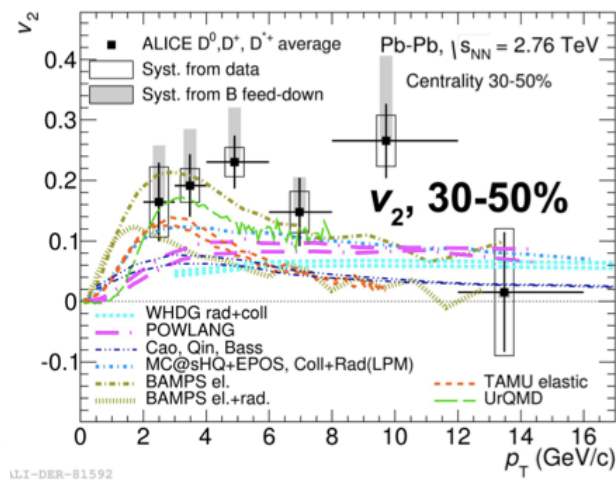 v₂
ALICE D⁰,D⁺, D*⁺ average
Syst. from data
Syst. from B feed-down
Pb-Pb, √sNN = 2.76 TeV
Centrality 30-50%
0.4
0.3
0.2
0.1
0
-0.1
v₂, 30-50%
WHDG rad+coll
POWLANG
Cao, Qin, Bass
MC@sHQ+EPOS, Coll+Rad(LPM)
BAMPS el.
BAMPS el.+rad.
TAMU elastic
UrQMD
0 2 4 6 8 10 12 14 16
pT (GeV/c)
ALI-DER-81592